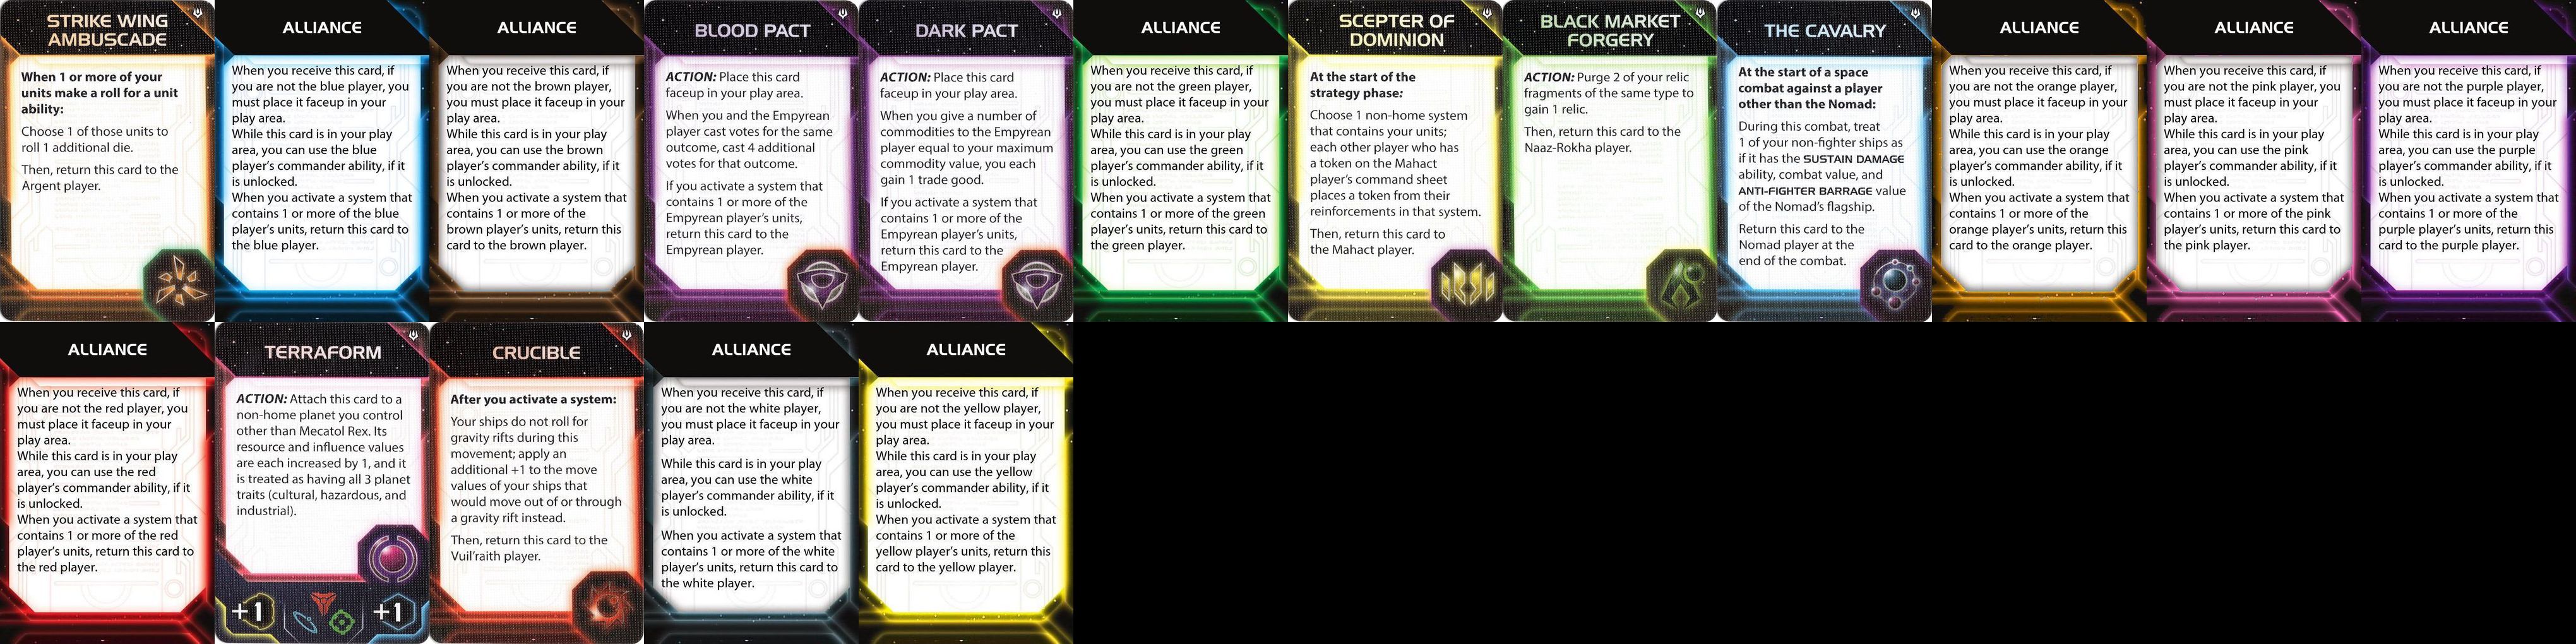 STRIKE WING
AMBUSCADE
When 1 or more of your
units make a roll for a unit
ability:
Choose 1 of those units to
roll 1 additional die.
Then, return this card to the
Argent player.
ALLIANCE
When you receive this card, if
you are not the blue player, you
must place it faceup in your
play area.
While this card is in your play
area, you can use the blue
player's commander ability, if it
is unlocked.
When you activate a system that
contains 1 or more of the blue
player's units, return this card to
the blue player.
ALLIANCE
When you receive this card, if
you are not the brown player,
you must place it faceup in your
play area.
While this card is in your play
area, you can use the brown
player's commander ability, if it
is unlocked.
When you activate a system that
contains 1 or more of the
brown player's units, return this
card to the brown player.
BLOOD PACT
ACTION: Place this card
faceup in your play area.
When you and the Empyrean
player cast votes for the same
outcome, cast 4 additional
votes for that outcome.
If you activate a system that
contains 1 or more of the
Empyrean player's units,
return this card to the
Empyrean player.
DARK PACT
ACTION: Place this card
faceup in your play area.
When you give a number of
commodities to the Empyrean
player equal to your maximum
commodity value, you each
gain 1 trade good.
If you activate a system that
contains 1 or more of the
Empyrean player's units,
return this card to the
Empyrean player.
ALLIANCE
When you receive this card, if
you are not the green player,
you must place it faceup in your
play area.
While this card is in your play
area, you can use the green
player's commander ability, if it
is unlocked.
When you activate a system that
contains 1 or more of the green
player's units, return this card to
the green player.
SCEPTER OF
DOMINION
At the start of the
strategy phase:
Choose 1 non-home system
that contains your units;
each other player who has
a token on the Mahact
player's command sheet
places a token from their
reinforcements in that system.
Then, return this card to
the Mahact player.
BLACK MARKET
FORGERY
ACTION: Purge 2 of your relic
fragments of the same type to
gain 1 relic.
Then, return this card to the
Naaz-Rokha player.
THE CAVALRY
At the start of a space
combat against a player
other than the Nomad:
During this combat, treat
1 of your non-fighter ships as
if it has the SUSTAIN DAMAGE
ability, combat value, and
ANTI-FIGHTER BARRAGE value
of the Nomad's flagship.
Return this card to the
Nomad player at the
end of the combat.
ALLIANCE
When you receive this card, if
you are not the orange player,
you must place it faceup in your
play area.
While this card is in your play
area, you can use the orange
player's commander ability, if it
is unlocked.
When you activate a system that
contains 1 or more of the
orange player's units, return this
card to the orange player.
ALLIANCE
When you receive this card, if
you are not the pink player, you
must place it faceup in your
play area.
While this card is in your play
area, you can use the pink
player's commander ability, if it
is unlocked.
When you activate a system that
contains 1 or more of the pink
player's units, return this card to
the pink player.
ALLIANCE
When you receive this card, if
you are not the purple player,
you must place it faceup in your
play area.
While this card is in your play
area, you can use the purple
player's commander ability, if it
is unlocked.
When you activate a system that
contains 1 or more of the
purple player's units, return this
card to the purple player.
ALLIANCE
When you receive this card, if
you are not the red player, you
must place it faceup in your
play area.
While this card is in your play
area, you can use the red
player's commander ability, if it
is unlocked.
When you activate a system that
contains 1 or more of the red
player's units, return this card to
the red player.
TERRAFORM
ACTION: Attach this card to a
non-home planet you control
other than Mecatol Rex. Its
resource and influence values
are each increased by 1, and it
is treated as having all 3 planet
traits (cultural, hazardous, and
industrial).
+1 +1
CRUCIBLE
After you activate a system:
Your ships do not roll for
gravity rifts during this
movement; apply an
additional +1 to the move
values of your ships that
would move out of or through
a gravity rift instead.
Then, return this card to the
Vuil'raith player.
ALLIANCE
When you receive this card, if
you are not the white player,
you must place it faceup in your
play area.
While this card is in your play
area, you can use the white
player's commander ability, if it
is unlocked.
When you activate a system that
contains 1 or more of the white
player's units, return this card to
the white player.
ALLIANCE
When you receive this card, if
you are not the yellow player,
you must place it faceup in your
play area.
While this card is in your play
area, you can use the yellow
player's commander ability, if it
is unlocked.
When you activate a system that
contains 1 or more of the
yellow player's units, return this
card to the yellow player.